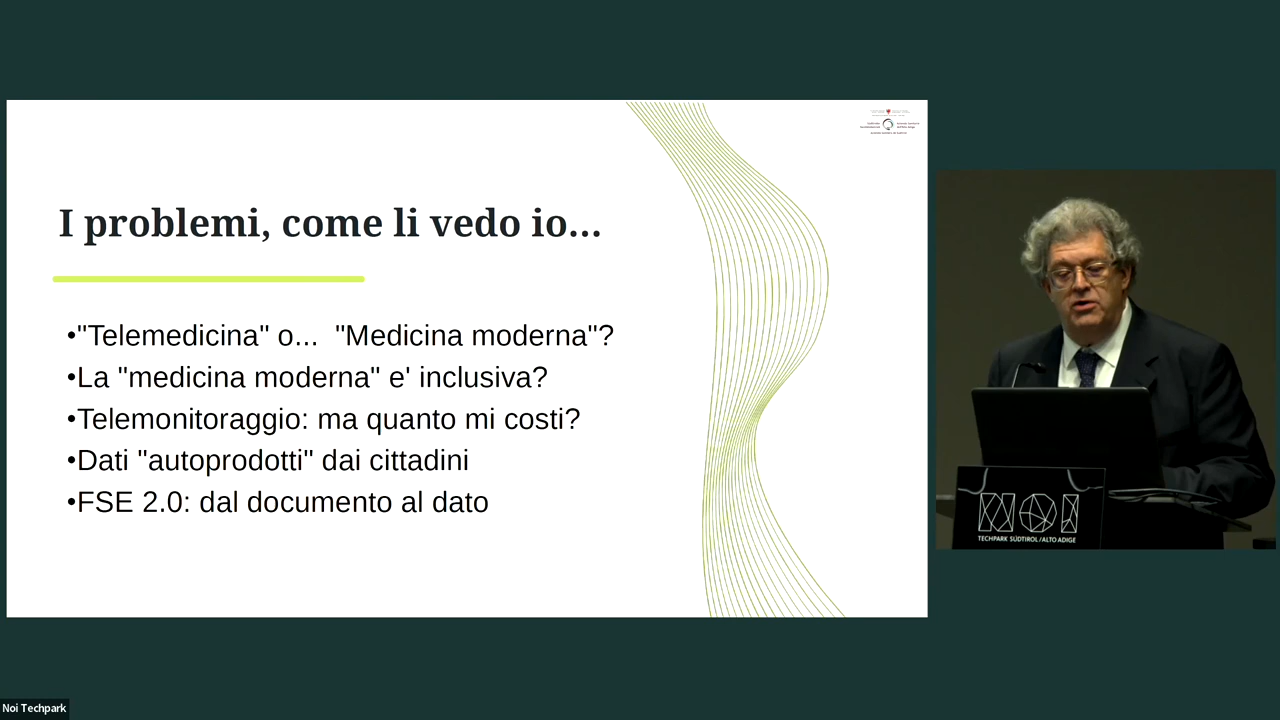 I problemi, come li vedo io...
•"Telemedicina" o... "Medicina moderna"?
•La "medicina moderna" e' inclusiva?
•Telemonitoraggio: ma quanto mi costi?
•Dati "autoprodotti" dai cittadini
•FSE 2.0: dal documento al dato
NOI
TECHPARK SÜDTIROL/ALTO ADIGE
Noi Techpark